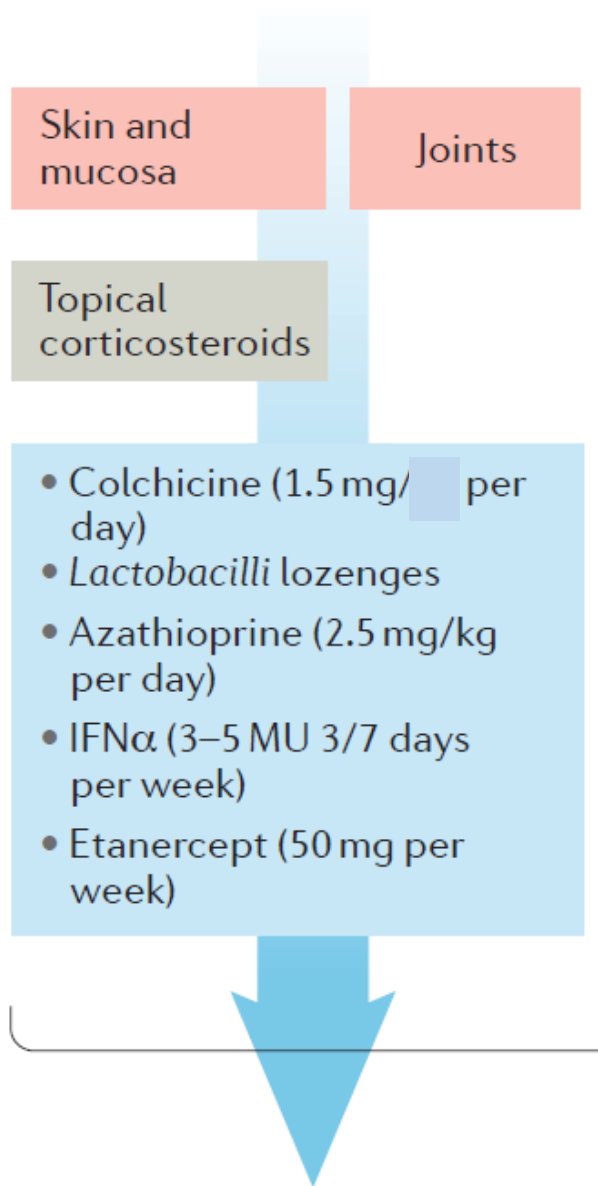 Skin and
mucosa
Joints
Topical
corticosteroids
• Colchicine (1.5 mg/ per
day)
• Lactobacilli lozenges
• Azathioprine (2.5 mg/kg
per day)
• IFNα (3–5 MU 3/7 days
per week)
• Etanercept (50 mg per
week)